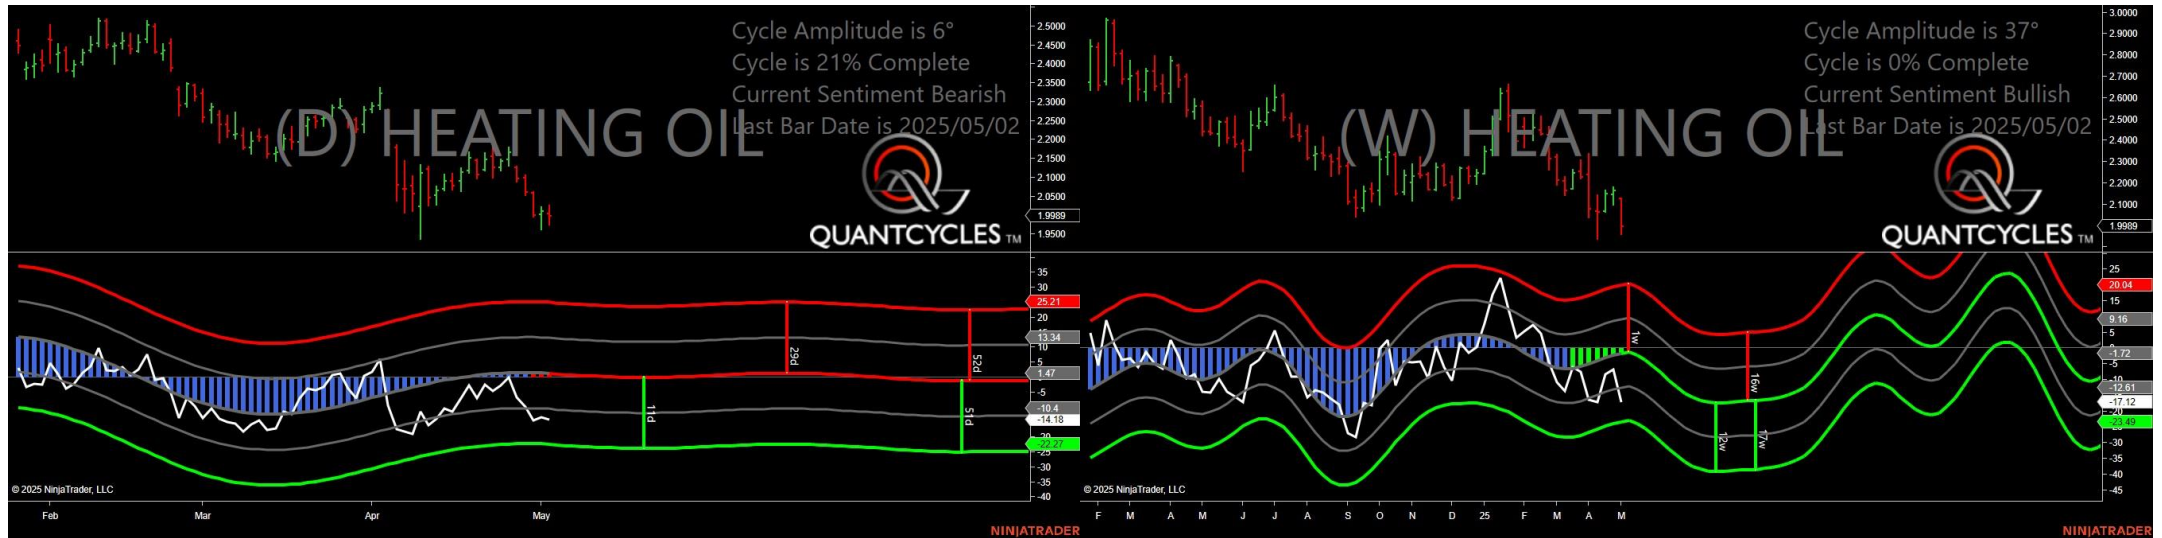 Cycle Amplitude is 6°
Cycle is 21% Complete
Current Sentiment Bearish
Last Bar Date is 2025/05/02
(D) HEATING OIL
QUANTCYCLES TM
2.5000
2.4500
2.4000
2.3500
2.3000
2.2500
2.2000
2.1500
2.1000
2.0500
1.9989
1.9500
35
30
25.21
20
13.34
10
5
1.47
-5
-10.4
-14.18
-22.27
-25
-30
-35
-40
11d
29d
51d
52d
© 2025 NinjaTrader, LLC
Feb Mar Apr May
NINJATRADER
Cycle Amplitude is 37°
Cycle is 0% Complete
Current Sentiment Bullish
Last Bar Date is 2025/05/02
(W) HEATING OIL
QUANTCYCLES TM
3.0000
2.9000
2.8000
2.7000
2.6000
2.5000
2.4000
2.3000
2.2000
2.1000
1.9989
25
20.04
15
9.16
5
-1.72
-5
-12.61
-17.12
-20
-23.49
-30
-35
-40
-45
1w
12w
16w
17w
© 2025 NinjaTrader, LLC
F M A M J J A S O N D 25 F M A M
NINJATRADER